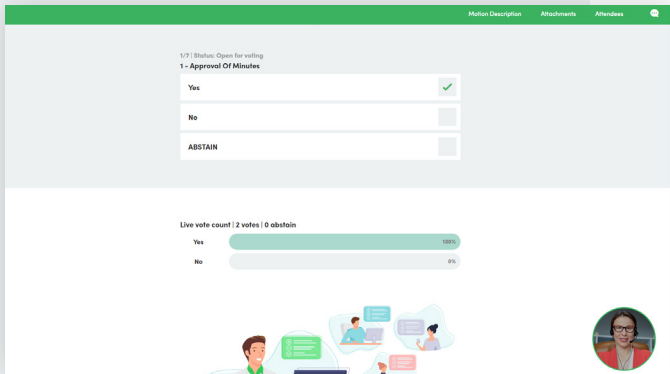 Motion Description Attachments Attendees
1/7 | Status: Open for voting
1 - Approval Of Minutes
Yes
No
ABSTAIN
Live vote count | 2 votes | 0 abstain
Yes 100%
No 0%